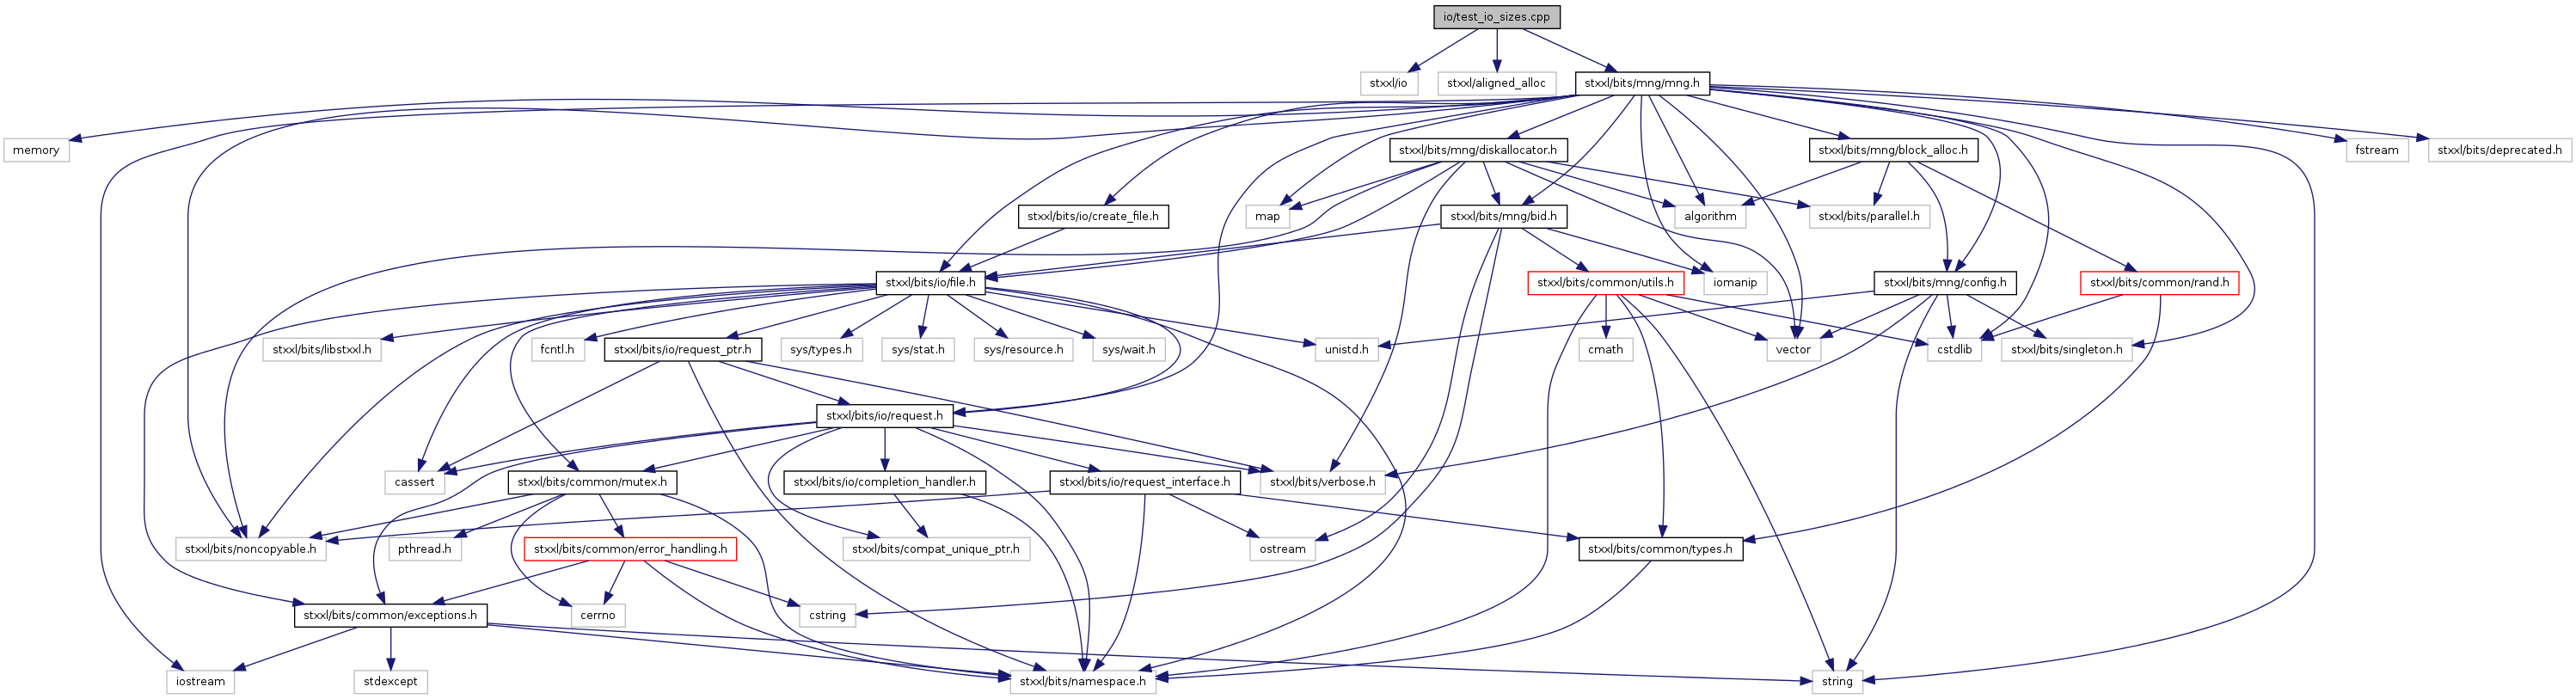 io/test_io_sizes.cpp
stxxl/io
stxxl/aligned_alloc
stxxl/bits/mng/mng.h
memory
stxxl/bits/mng/diskallocator.h
stxxl/bits/mng/block_alloc.h
fstream
stxxl/bits/deprecated.h
stxxl/bits/io/create_file.h
map
stxxl/bits/mng/bid.h
algorithm
stxxl/bits/parallel.h
stxxl/bits/io/file.h
stxxl/bits/common/utils.h
iomanip
stxxl/bits/mng/config.h
stxxl/bits/common/rand.h
stxxl/bits/libstxxl.h
fcntl.h
stxxl/bits/io/request_ptr.h
sys/types.h
sys/stat.h
sys/resource.h
sys/wait.h
unistd.h
cmath
vector
cstdlib
stxxl/bits/singleton.h
stxxl/bits/io/request.h
cassert
stxxl/bits/common/mutex.h
stxxl/bits/io/completion_handler.h
stxxl/bits/io/request_interface.h
stxxl/bits/verbose.h
stxxl/bits/noncopyable.h
pthread.h
stxxl/bits/common/error_handling.h
stxxl/bits/compat_unique_ptr.h
ostream
stxxl/bits/common/types.h
stxxl/bits/common/exceptions.h
cerrno
cstring
iostream
stdexcept
stxxl/bits/namespace.h
string